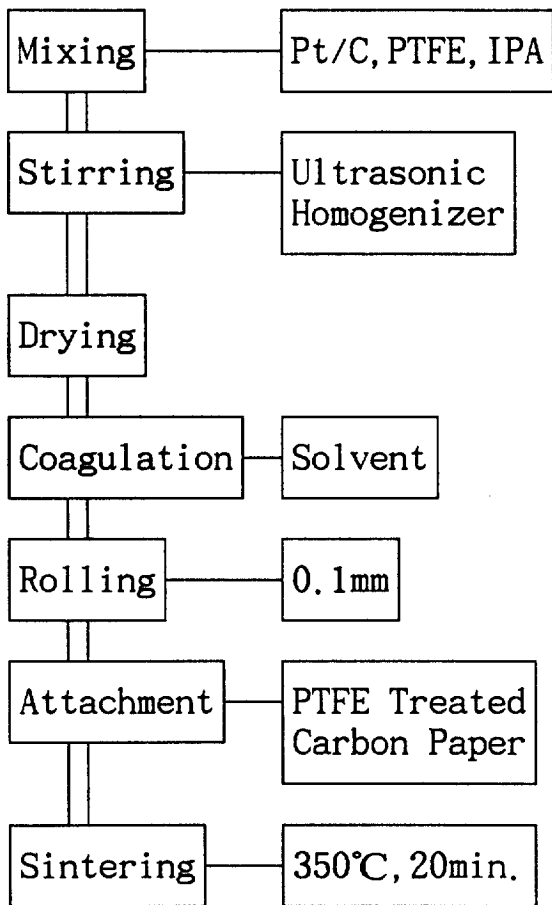 Mixing
Pt/C, PTFE, IPA
Stirring
Ultrasonic
Homogenizer
Drying
Coagulation
Solvent
Rolling
0.1mm
Attachment
PTFE Treated
Carbon Paper
Sintering
350℃, 20min.